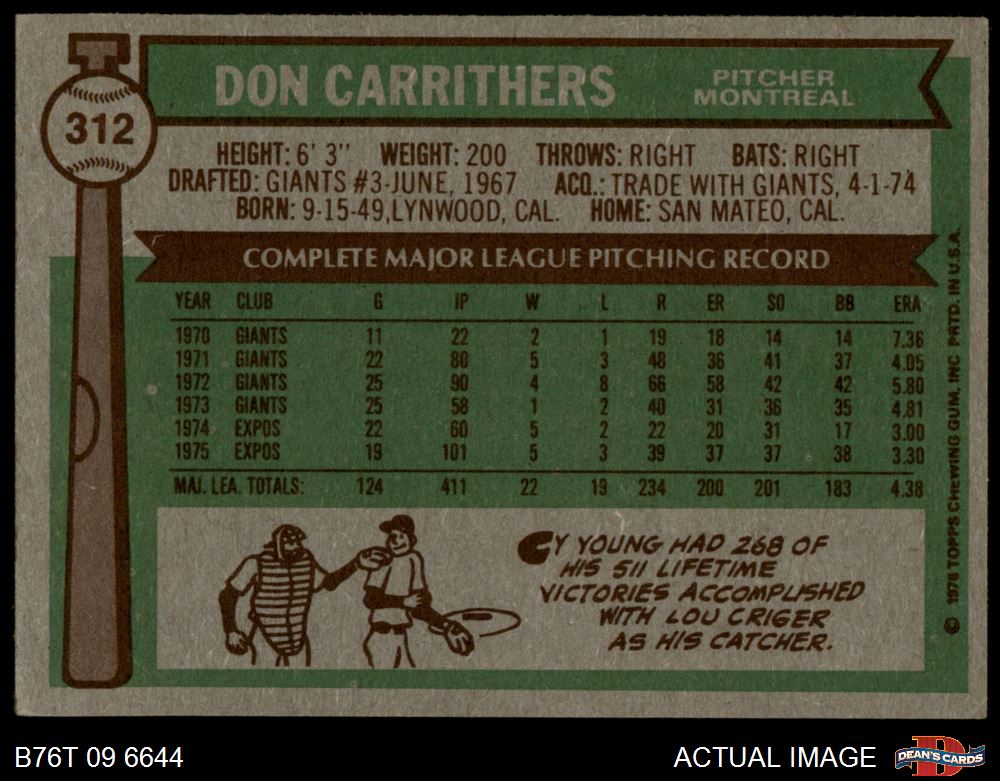 312
DON CARRITHERS
PITCHER
MONTREAL
HEIGHT: 6' 3" WEIGHT: 200 THROWS: RIGHT BATS: RIGHT
DRAFTED: GIANTS #3-JUNE, 1967 ACQ.: TRADE WITH GIANTS, 4-1-74
BORN: 9-15-49, LYNWOOD, CAL. HOME: SAN MATEO, CAL.
COMPLETE MAJOR LEAGUE PITCHING RECORD
YEAR CLUB G IP W L R ER SO BB ERA
1970 GIANTS 11 22 2 1 19 18 14 14 7.36
1971 GIANTS 22 80 5 3 48 36 41 37 4.05
1972 GIANTS 25 90 4 8 66 58 42 42 5.80
1973 GIANTS 25 58 1 2 40 31 36 35 4.81
1974 EXPOS 22 60 5 2 22 20 31 17 3.00
1975 EXPOS 19 101 5 3 39 37 37 38 3.30
MAJ. LEA. TOTALS: 124 411 22 19 234 200 201 183 4.38
CY YOUNG HAD 268 OF
HIS 511 LIFETIME
VICTORIES ACCOMPLISHED
WITH LOU CRIGER
AS HIS CATCHER.
© 1976 TOPPS CHEWING GUM, INC PRTD. IN U.S.A.
B76T 09 6644
ACTUAL IMAGE
D
DEAN'S CARDS